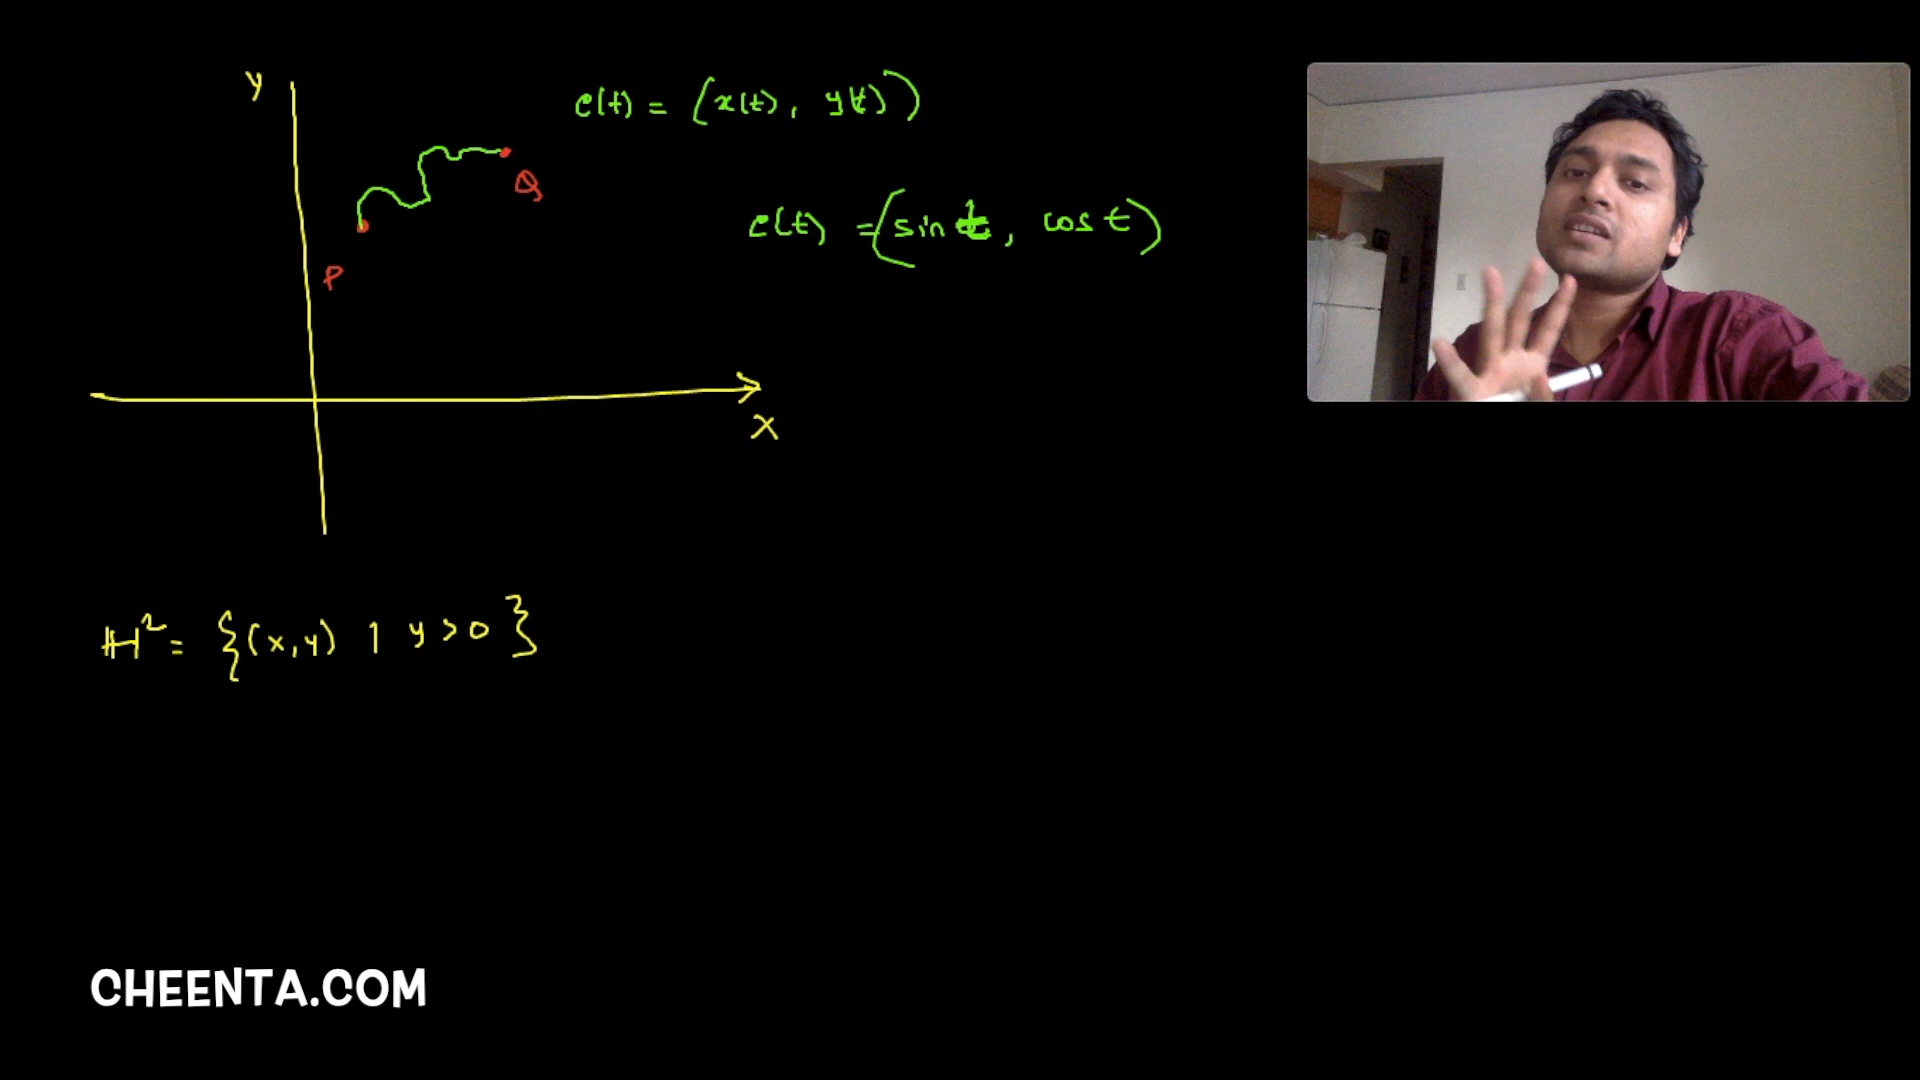 y
c(t) = (x(t), y(t))
Q
c(t) = (sin t, cos t)
P
x
ℍ² = {(x,y) | y > 0}
CHEENTA.COM